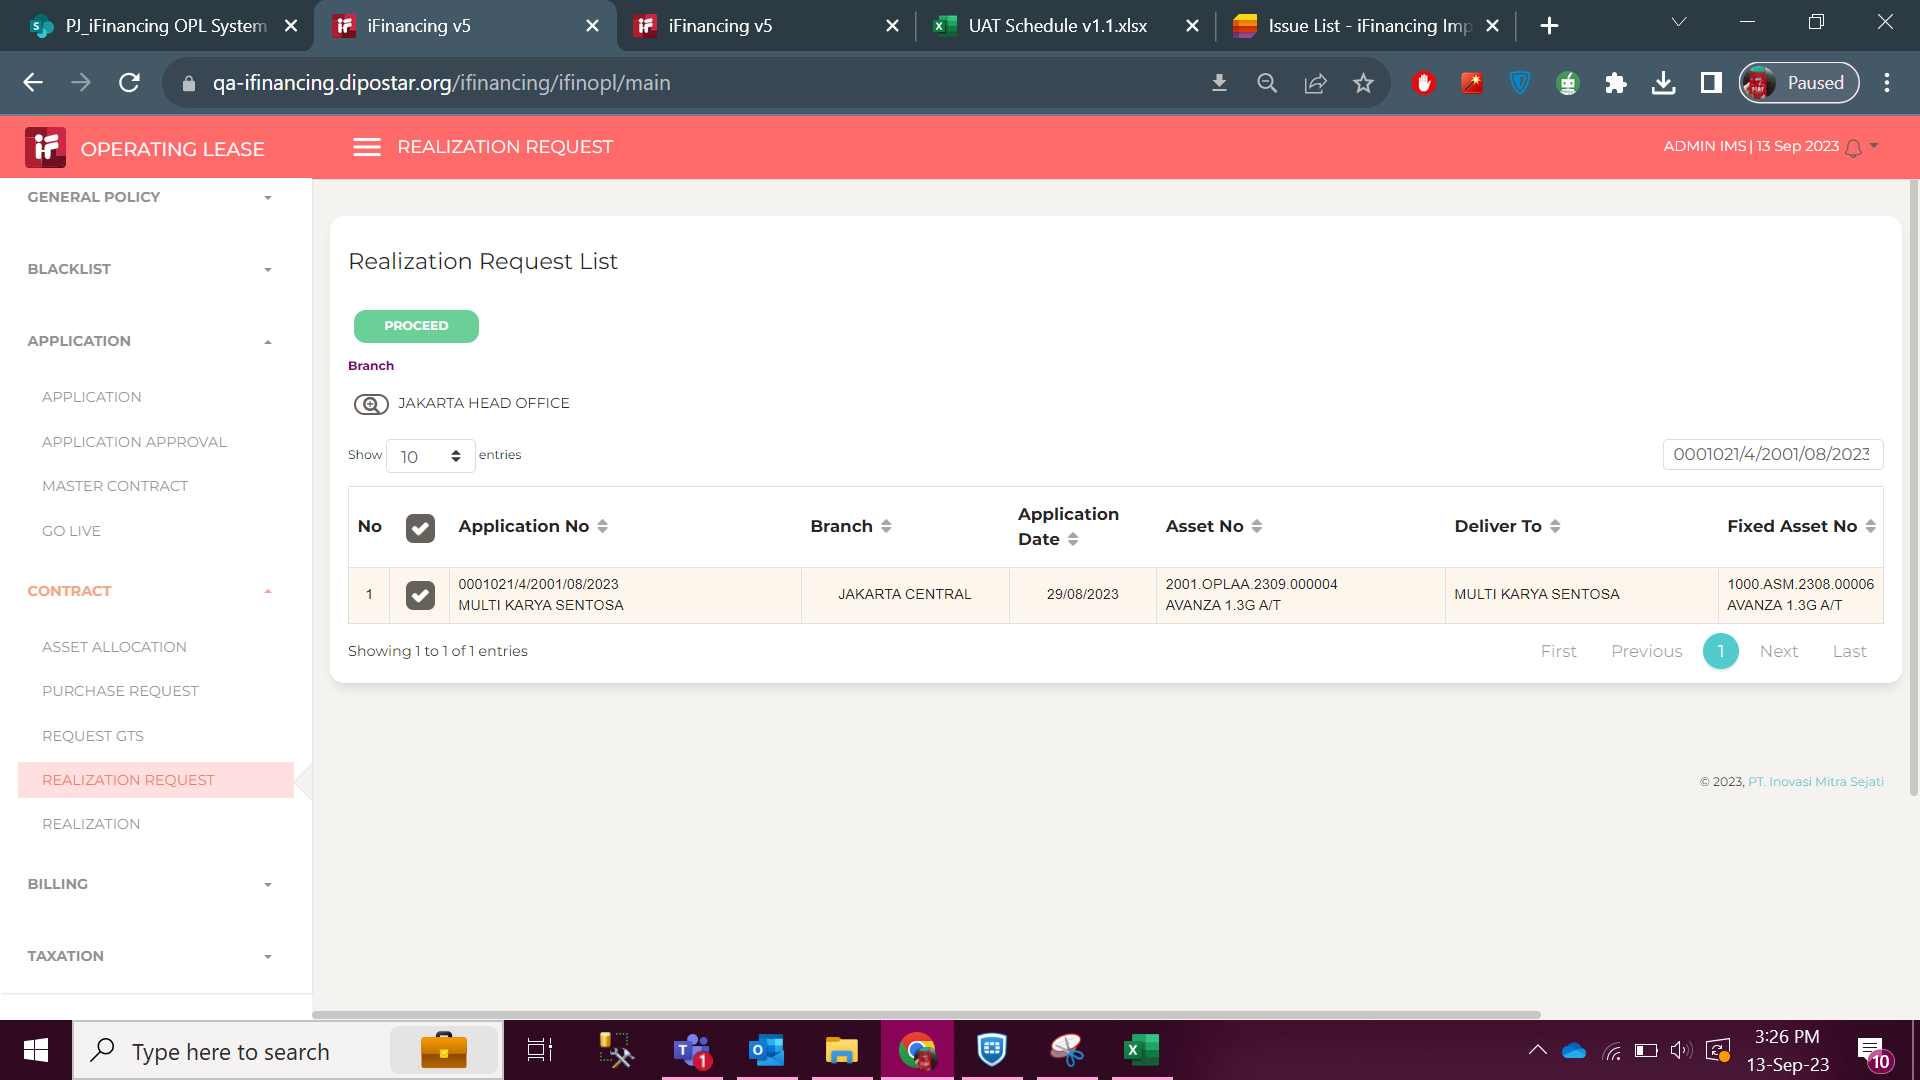 PJ_iFinancing OPL System
iFinancing v5
iFinancing v5
UAT Schedule v1.1.xlsx
Issue List - iFinancing Imp
qa-ifinancing.dipostar.org/ifinancing/ifinopl/main
Paused
iF OPERATING LEASE
REALIZATION REQUEST
ADMIN IMS | 13 Sep 2023
GENERAL POLICY
BLACKLIST
APPLICATION
APPLICATION
APPLICATION APPROVAL
MASTER CONTRACT
GO LIVE
CONTRACT
ASSET ALLOCATION
PURCHASE REQUEST
REQUEST GTS
REALIZATION REQUEST
REALIZATION
BILLING
TAXATION
Realization Request List
PROCEED
Branch
JAKARTA HEAD OFFICE
Show 10 entries
0001021/4/2001/08/2023
No Application No Branch Application Date Asset No Deliver To Fixed Asset No
1 0001021/4/2001/08/2023 JAKARTA CENTRAL 29/08/2023 2001.OPLAA.2309.000004 MULTI KARYA SENTOSA 1000.ASM.2308.00006
MULTI KARYA SENTOSA AVANZA 1.3G A/T AVANZA 1.3G A/T
Showing 1 to 1 of 1 entries
First Previous 1 Next Last
© 2023, PT. Inovasi Mitra Sejati
Type here to search
1
3:26 PM
13-Sep-23
10